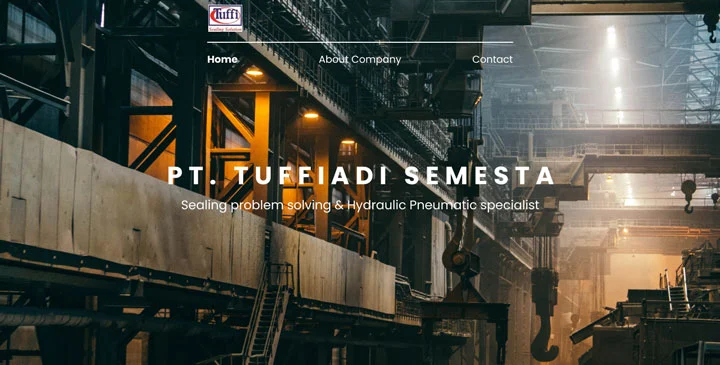 Tuffi
Sealing Solution
Home
About Company
Contact
PT. TUFFIADI SEMESTA
Sealing problem solving & Hydraulic Pneumatic specialist